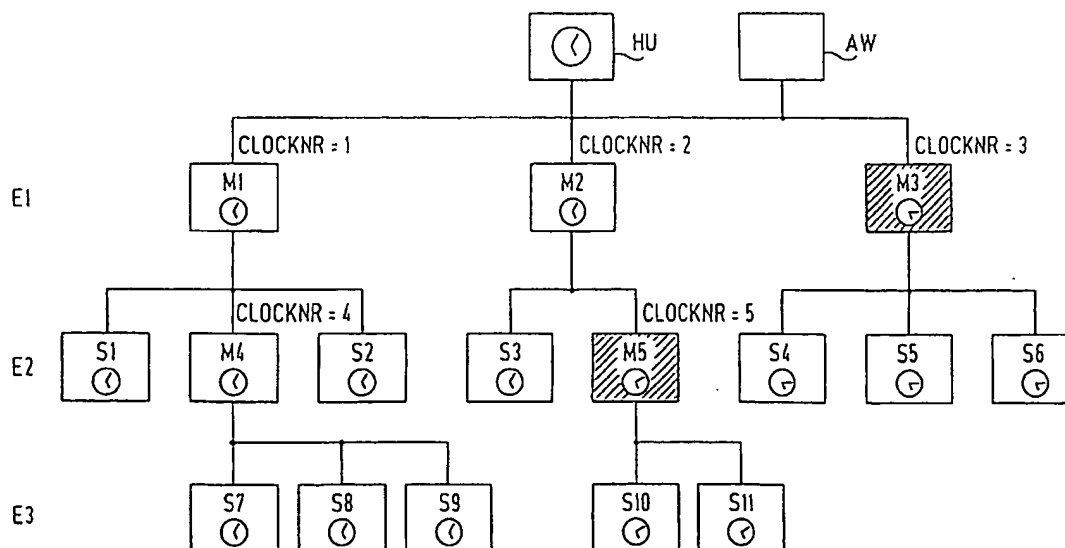 HU
AW
CLOCKNR = 1
CLOCKNR = 2
CLOCKNR = 3
E1
M1
M2
M3
CLOCKNR = 4
CLOCKNR = 5
E2
S1
M4
S2
S3
M5
S4
S5
S6
E3
S7
S8
S9
S10
S11